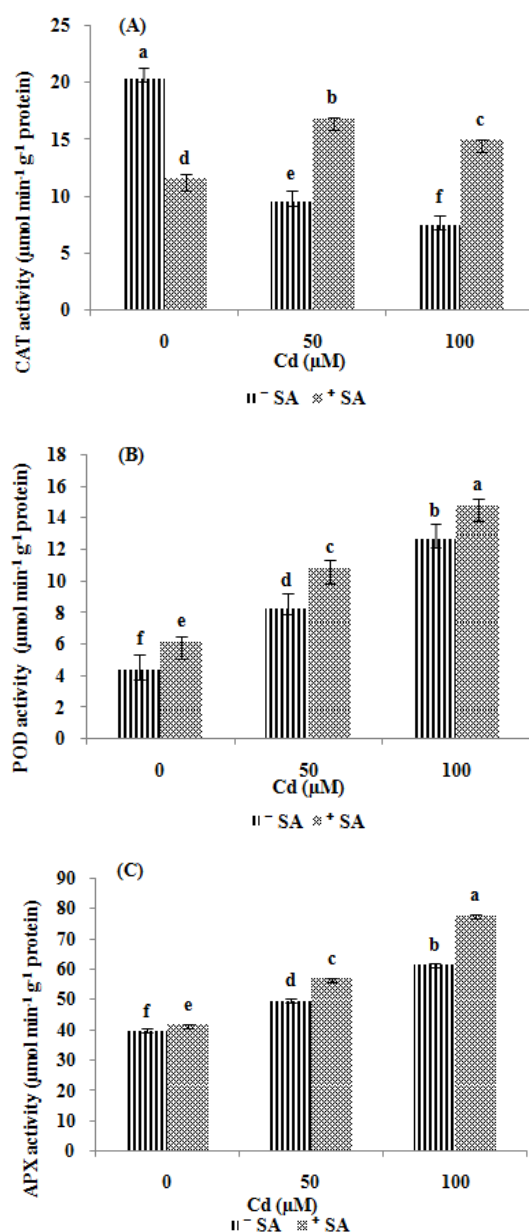 (A)
25
20
15
10
5
0
CAT activity (µmol min⁻¹ g⁻¹ protein)
a
d
e
b
f
c
0 50 100
Cd (µM)
⁻ SA ⁺ SA
(B)
18
16
14
12
10
8
6
4
2
0
POD activity (µmol min⁻¹ g⁻¹ protein)
f
e
d
c
b
a
0 50 100
Cd (µM)
⁻ SA ⁺ SA
(C)
90
80
70
60
50
40
30
20
10
0
APX activity (µmol min⁻¹ g⁻¹ protein)
f
e
d
c
b
a
0 50 100
Cd (µM)
⁻ SA ⁺ SA